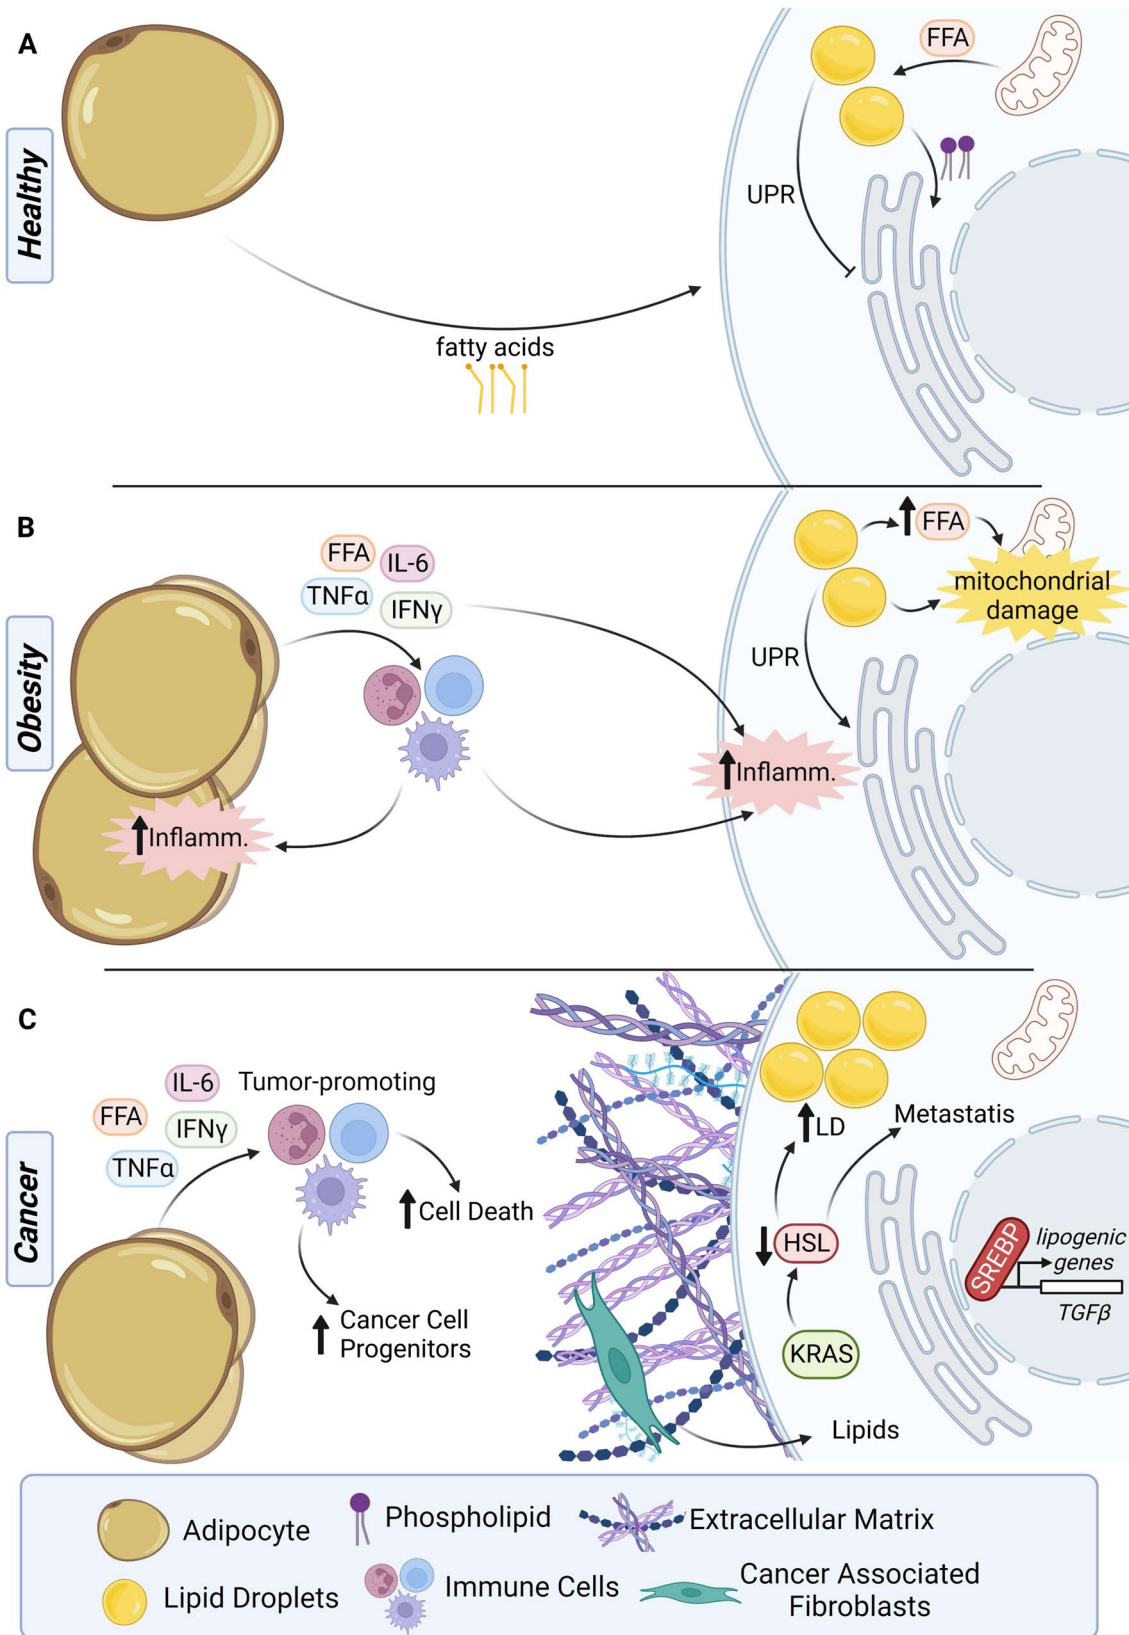 A
Healthy
FFA
UPR
fatty acids
B
Obesity
FFA
IL-6
TNFα
IFNγ
Inflamm.
FFA
mitochondrial
damage
UPR
Inflamm.
C
Cancer
IL-6
FFA
IFNγ
TNFα
Tumor-promoting
Cell Death
Cancer Cell
Progenitors
LD
Metastatis
HSL
KRAS
Lipids
SREBP
lipogenic
genes
TGFβ
Adipocyte
Phospholipid
Extracellular Matrix
Lipid Droplets
Immune Cells
Cancer Associated
Fibroblasts